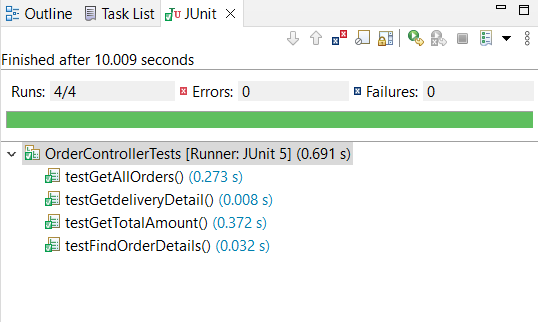 Outline Task List JUnit
Finished after 10.009 seconds
Runs: 4/4 Errors: 0 Failures: 0
OrderControllerTests [Runner: JUnit 5] (0.691 s)
testGetAllOrders() (0.273 s)
testGetdeliveryDetail() (0.008 s)
testGetTotalAmount() (0.372 s)
testFindOrderDetails() (0.032 s)